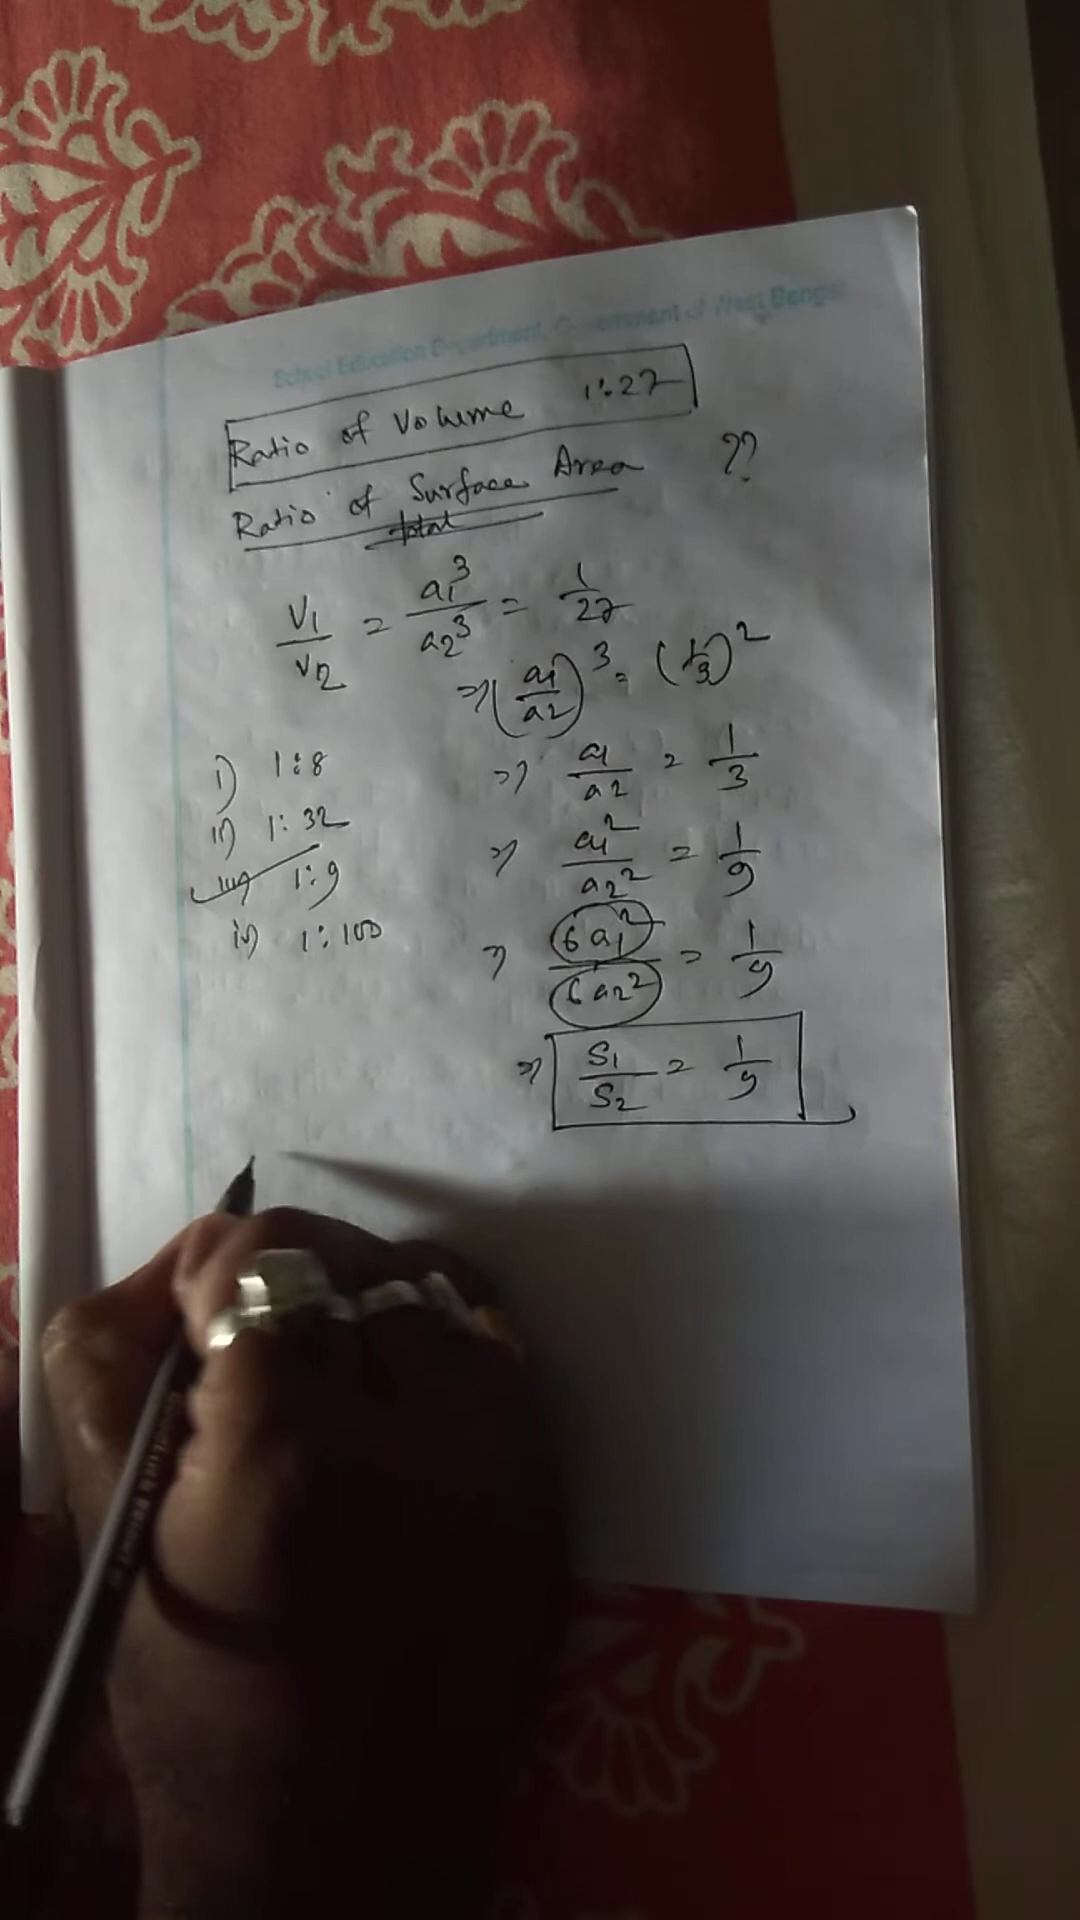 School Education Department, Government of West Bengal
Ratio of Volume 1:27
Ratio of Surface Area ??
total
V₁/V₂ = a₁³/a₂³ = 1/27
⇒ (a₁/a₂)³ = (1/3)²
i) 1:8
⇒ a₁/a₂ = 1/3
ii) 1:32
⇒ a₁²/a₂² = 1/9
iii) 1:9
iv) 1:100
⇒ 6a₁²/6a₂² = 1/9
⇒ S₁/S₂ = 1/9